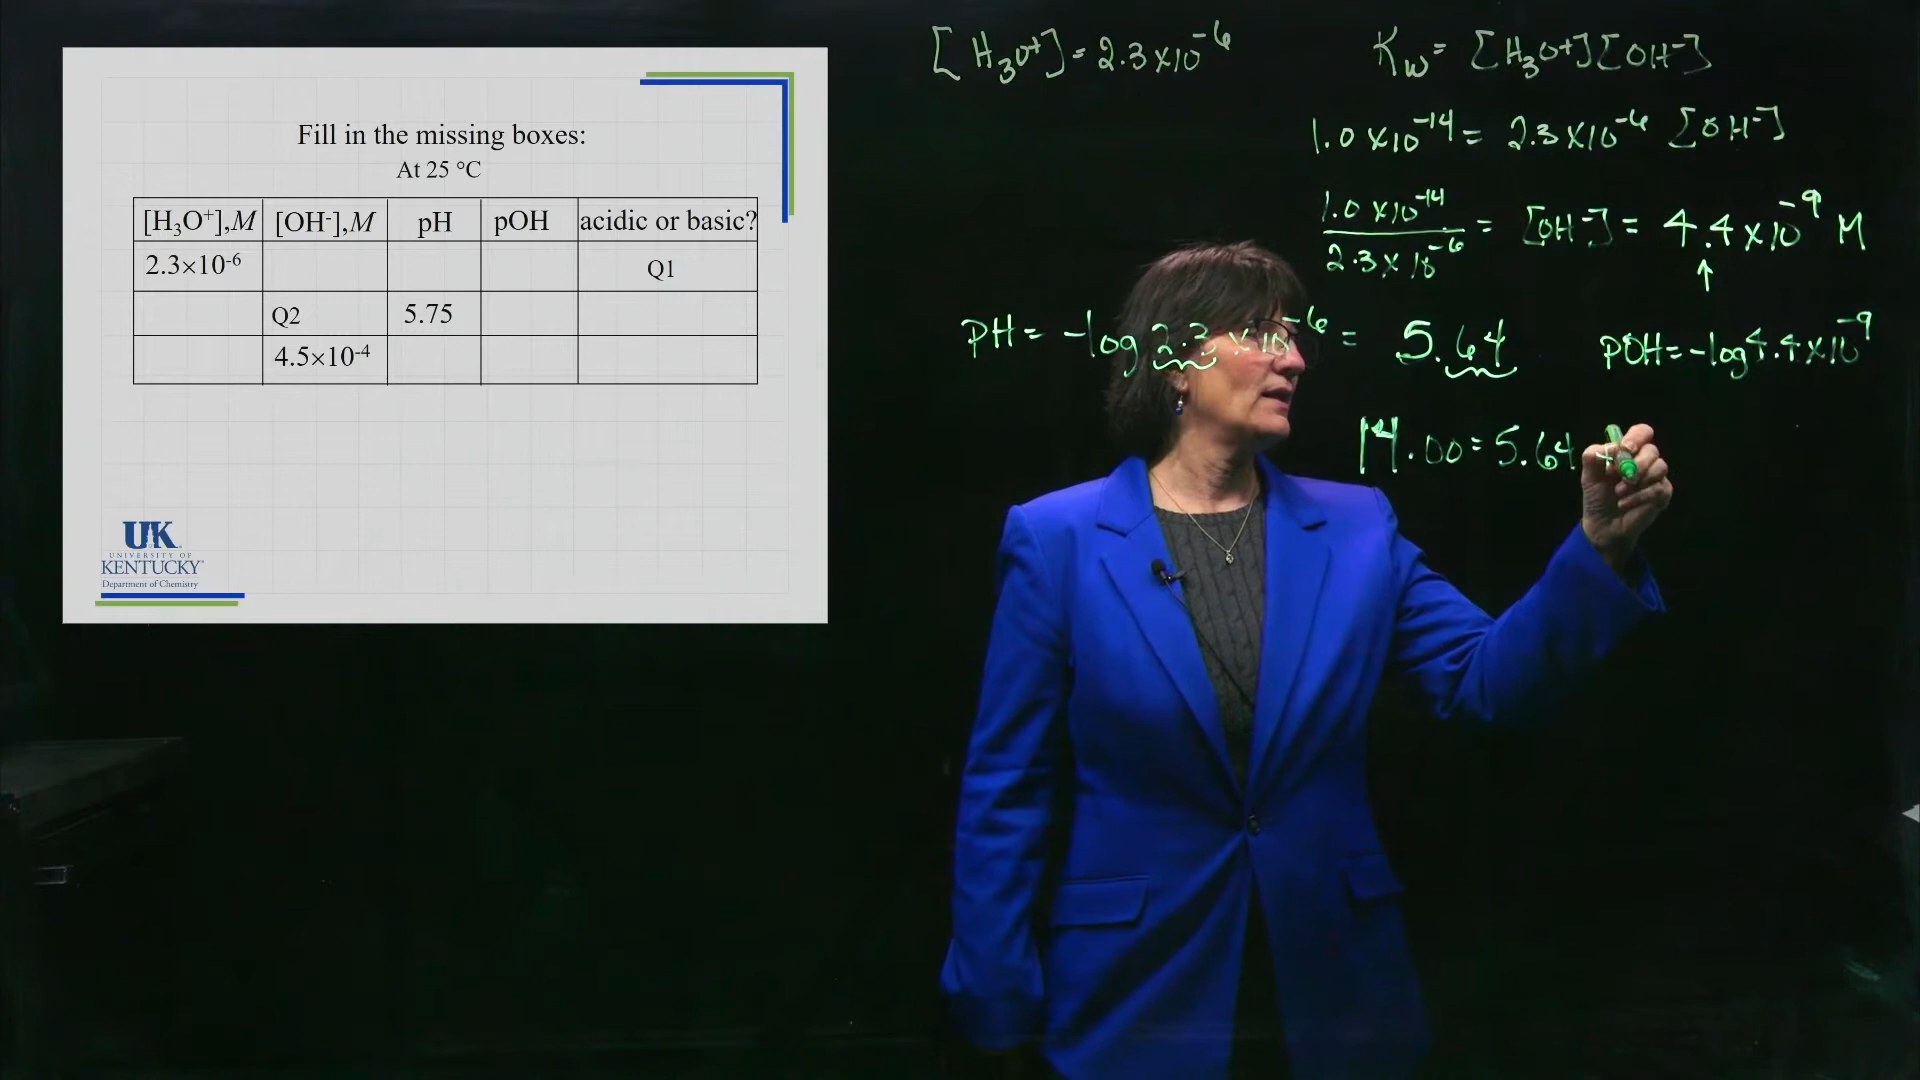 Fill in the missing boxes:
At 25 °C
[H₃O⁺],M [OH⁻],M pH pOH acidic or basic?
2.3×10⁻⁶ Q1
Q2 5.75
4.5×10⁻⁴
UK
UNIVERSITY OF
KENTUCKY
Department of Chemistry
[H₃O⁺] = 2.3×10⁻⁶
Kw = [H₃O⁺][OH⁻]
1.0×10⁻¹⁴ = 2.3×10⁻⁶ [OH⁻]
1.0×10⁻¹⁴
2.3×10⁻⁶ = [OH⁻] = 4.4×10⁻⁹ M
↑
pH = -log 2.3×10⁻⁶ = 5.64
pOH = -log 4.4×10⁻⁹
14.00 = 5.64 +